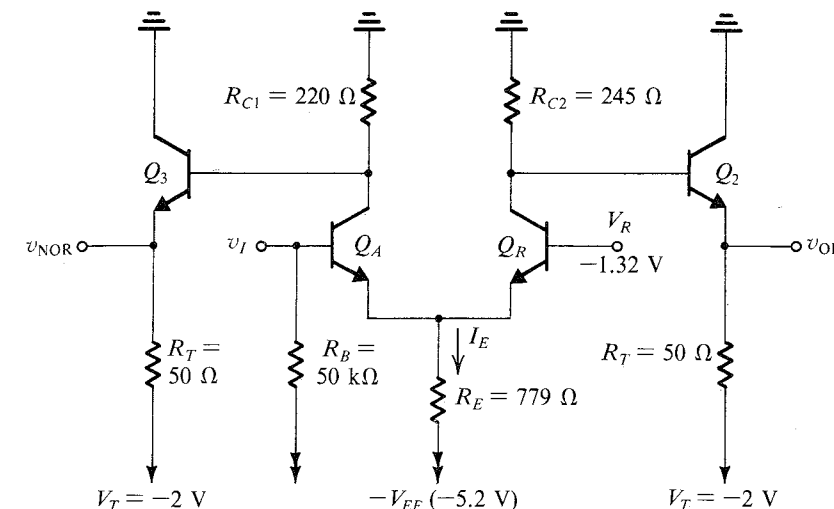 R_C1 = 220 Ω
R_C2 = 245 Ω
Q_3
Q_2
v_NOR
v_I
Q_A
Q_R
V_R
−1.32 V
v_OR
I_E
R_T =
50 Ω
R_B =
50 kΩ
R_E = 779 Ω
R_T = 50 Ω
V_T = −2 V
−V_EE (−5.2 V)
V_T = −2 V